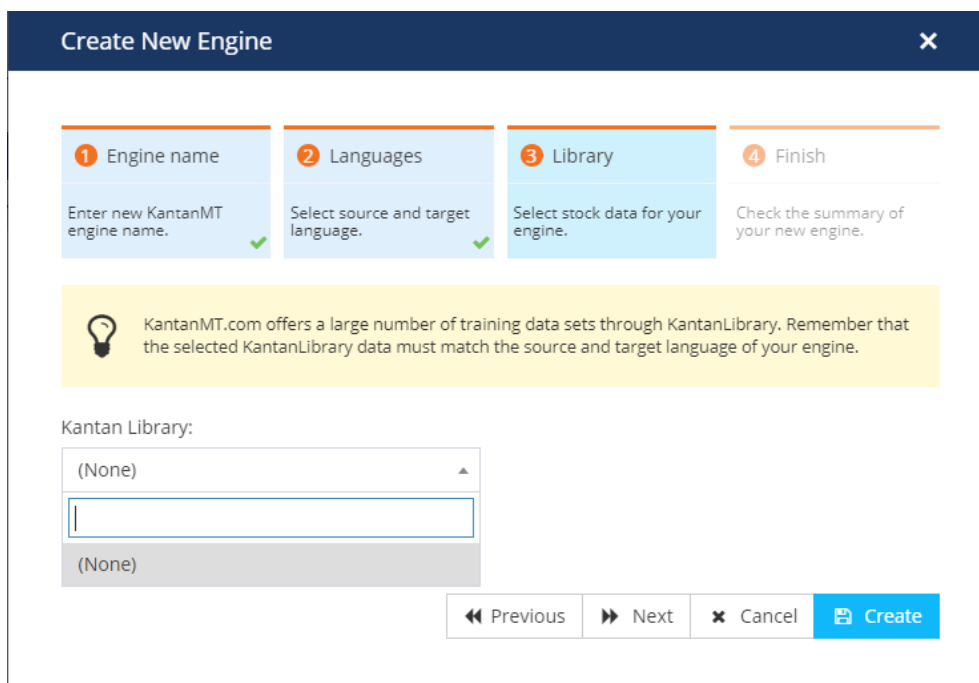 Create New Engine
1 Engine name
Enter new KantanMT
engine name.
2 Languages
Select source and target
language.
3 Library
Select stock data for your
engine.
4 Finish
Check the summary of
your new engine.
KantanMT.com offers a large number of training data sets through KantanLibrary. Remember that
the selected KantanLibrary data must match the source and target language of your engine.
Kantan Library:
(None)
(None)
Previous
Next
Cancel
Create